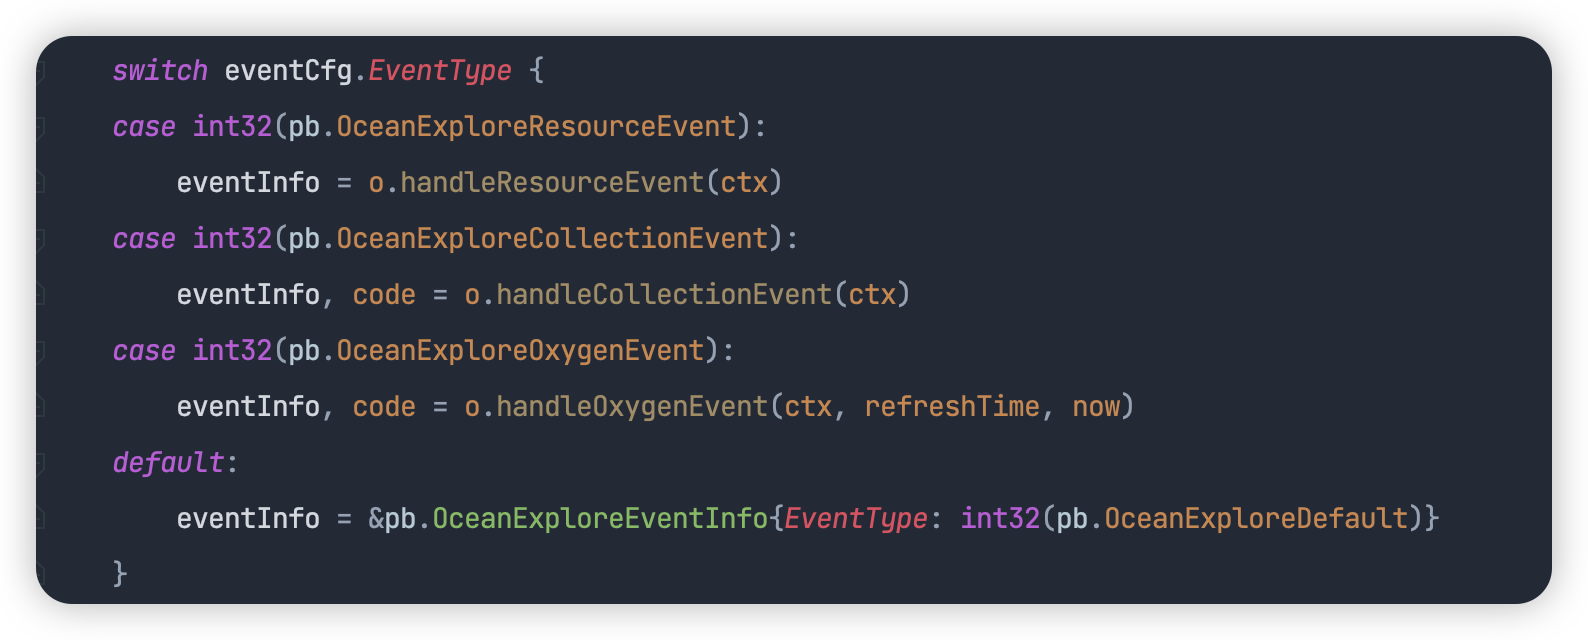 switch eventCfg.EventType {
case int32(pb.OceanExploreResourceEvent):
    eventInfo = o.handleResourceEvent(ctx)
case int32(pb.OceanExploreCollectionEvent):
    eventInfo, code = o.handleCollectionEvent(ctx)
case int32(pb.OceanExploreOxygenEvent):
    eventInfo, code = o.handleOxygenEvent(ctx, refreshTime, now)
default:
    eventInfo = &pb.OceanExploreEventInfo{EventType: int32(pb.OceanExploreDefault)}
}